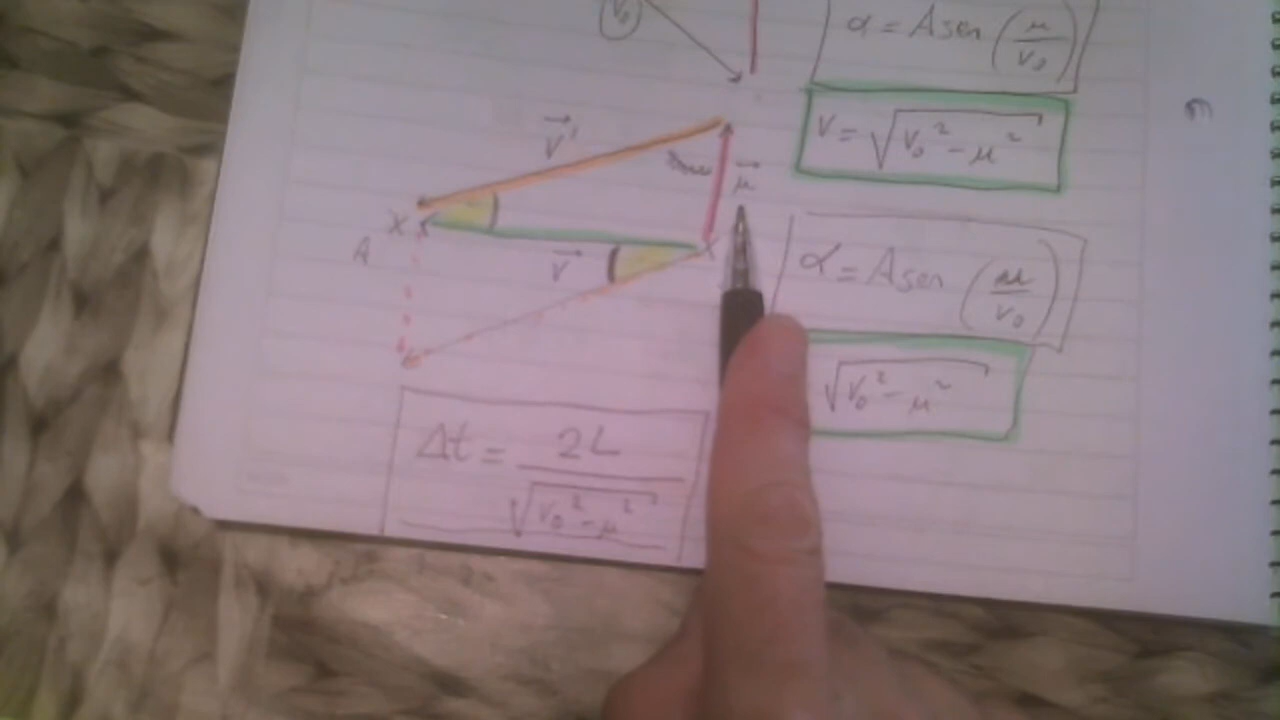 V₀
α = Asen (μ/V₀)
V = √(V₀² - μ²)
V⃗'
μ⃗
X
A
X
V⃗
α = Asen (μ/V₀)
√(V₀² - μ²)
Δt = 2L / √(V₀² - μ²)